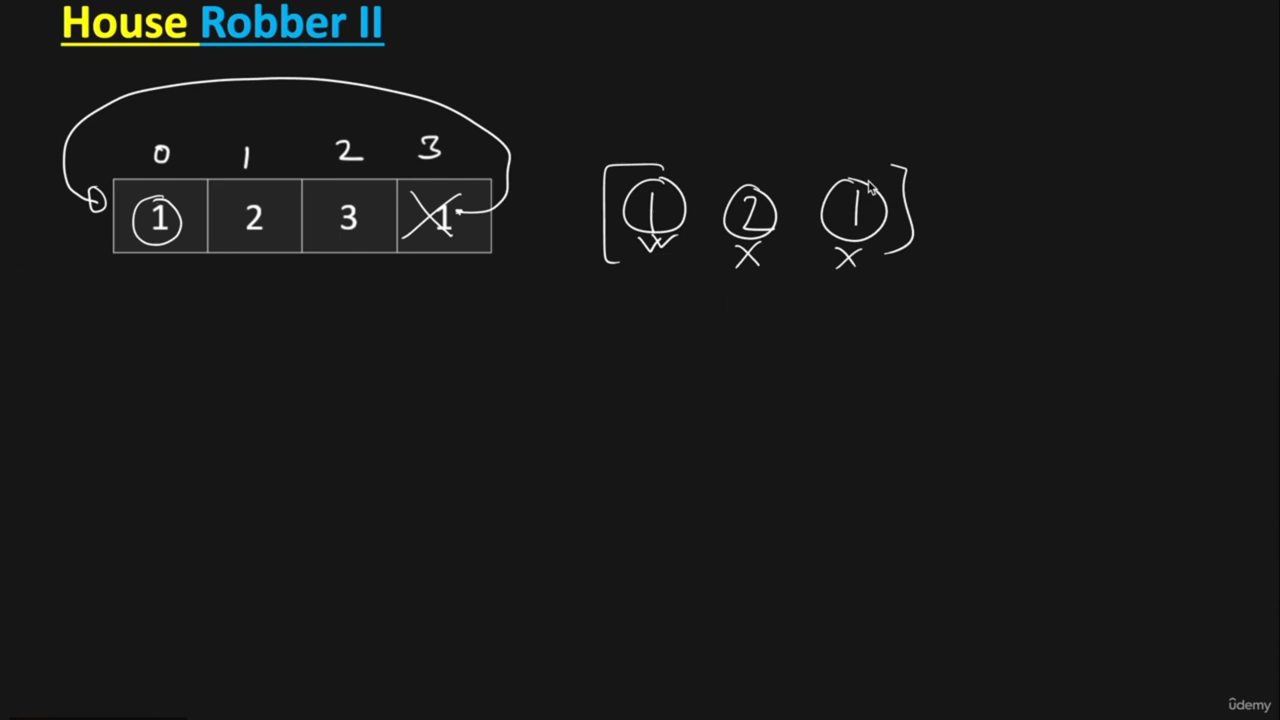 House Robber II
0 1 2 3
1 2 3 1
[1 2 1]
X X
udemy